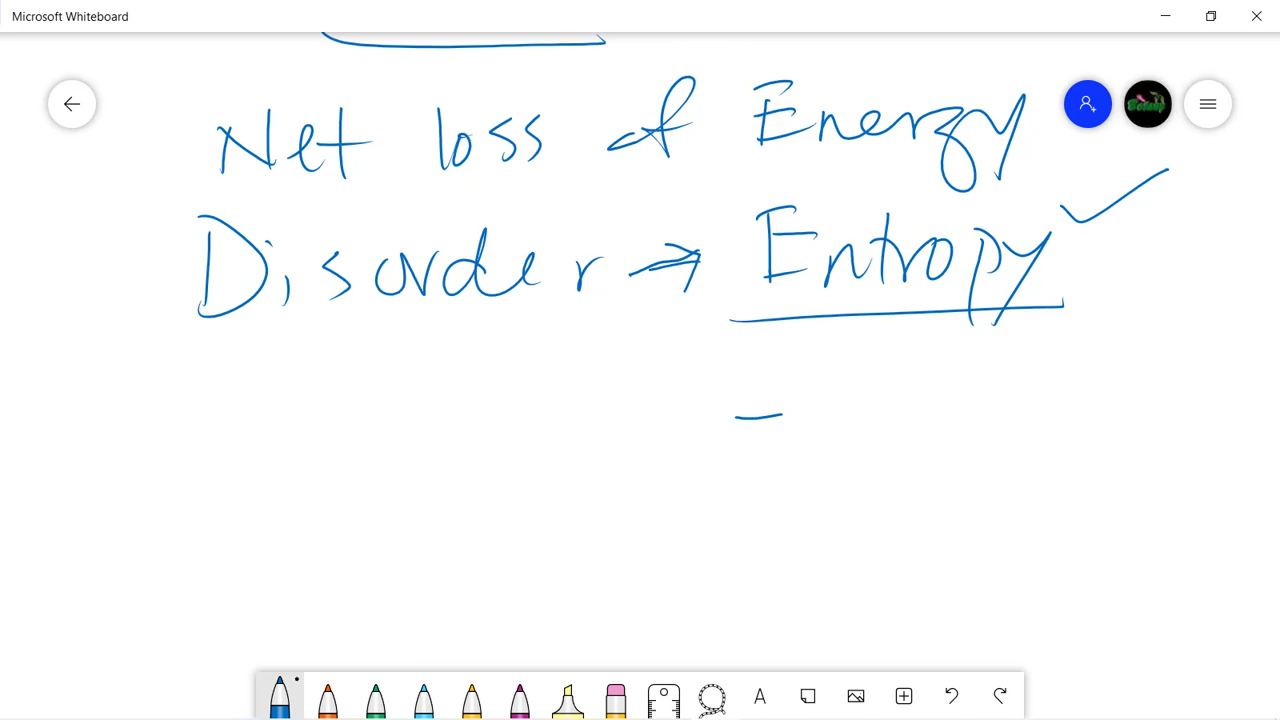 Microsoft Whiteboard
Net loss of Energy
Disorder → Entropy ✓
—
A